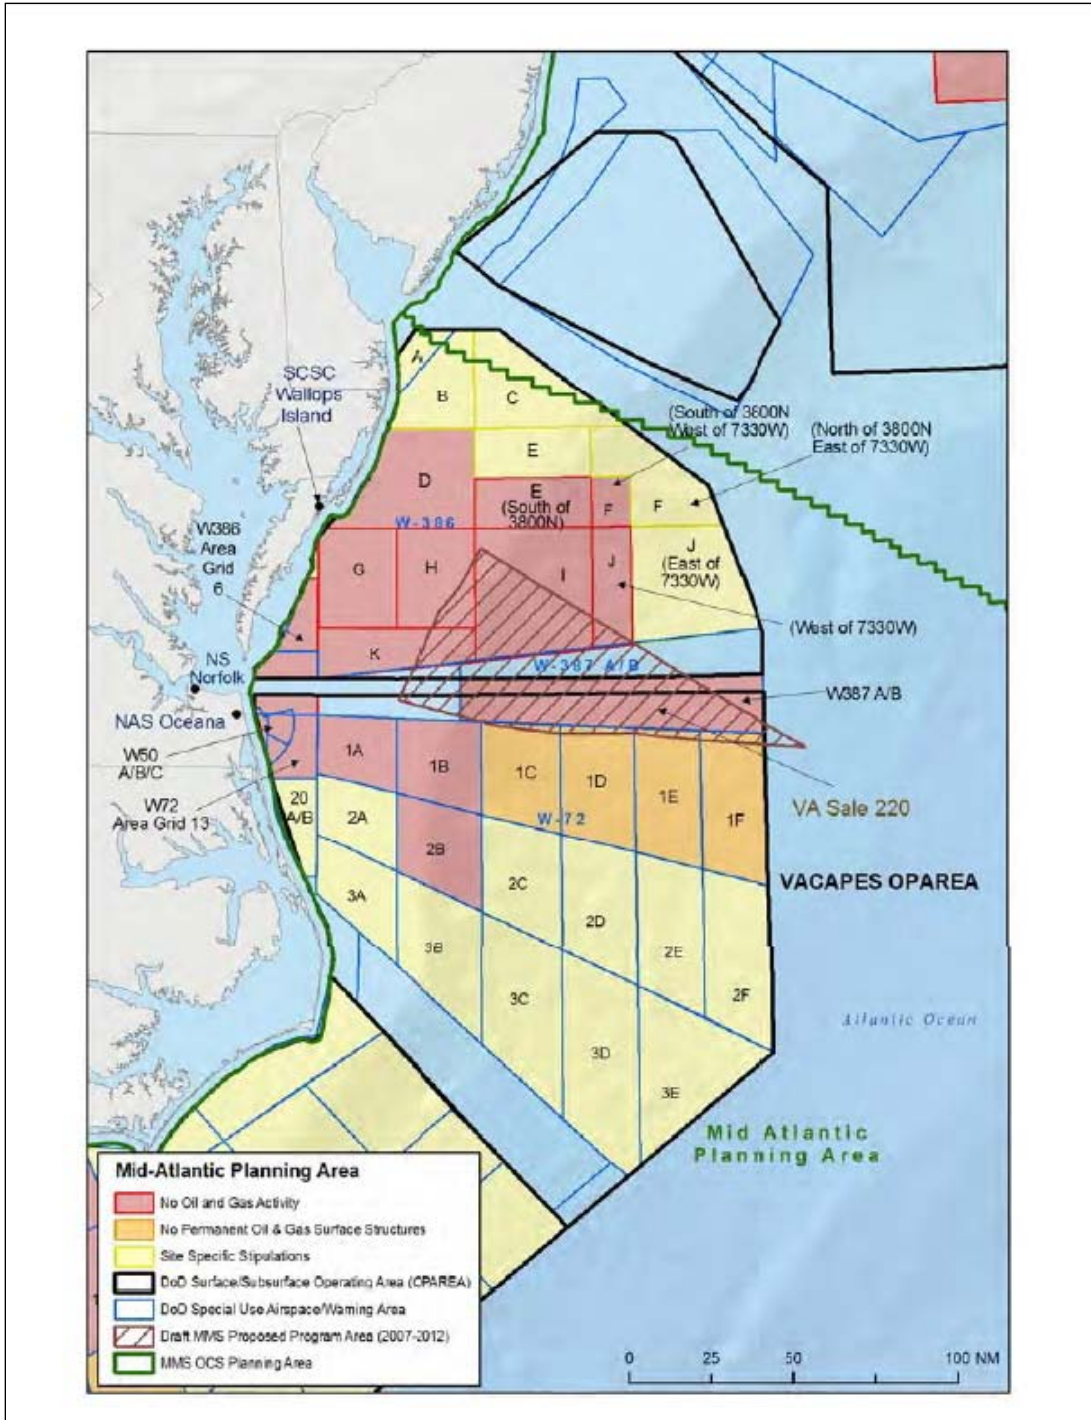 A
B
C
SCSC
Wallops
Island
(South of 3800N
West of 7330W)
(North of 3800N
East of 7330W)
E
D
E
(South of
3800N)
F
F
W-386
W386
Area
Grid
6
G
H
I
J
J
(East of
7330W)
(West of 7330W)
K
NS
Norfolk
W-387 A/B
W387 A/B
NAS Oceana
W50
A/B/C
1A
1B
1C
1D
1E
1F
VA Sale 220
W72
Area Grid 13
20
A/B
2A
2B
W-72
2C
VACAPES OPAREA
3A
2D
3B
2E
3C
2F
Atlantic Ocean
3D
3E
Mid Atlantic
Planning Area
Mid-Atlantic Planning Area
No Oil and Gas Activity
No Permanent Oil & Gas Surface Structures
Site Specific Stipulations
DoD Surface/Subsurface Operating Area (OPAREA)
DoD Special Use Airspace/Warning Area
Draft MMS Proposed Program Area (2007-2012)
MMS OCS Planning Area
0 25 50 100 NM